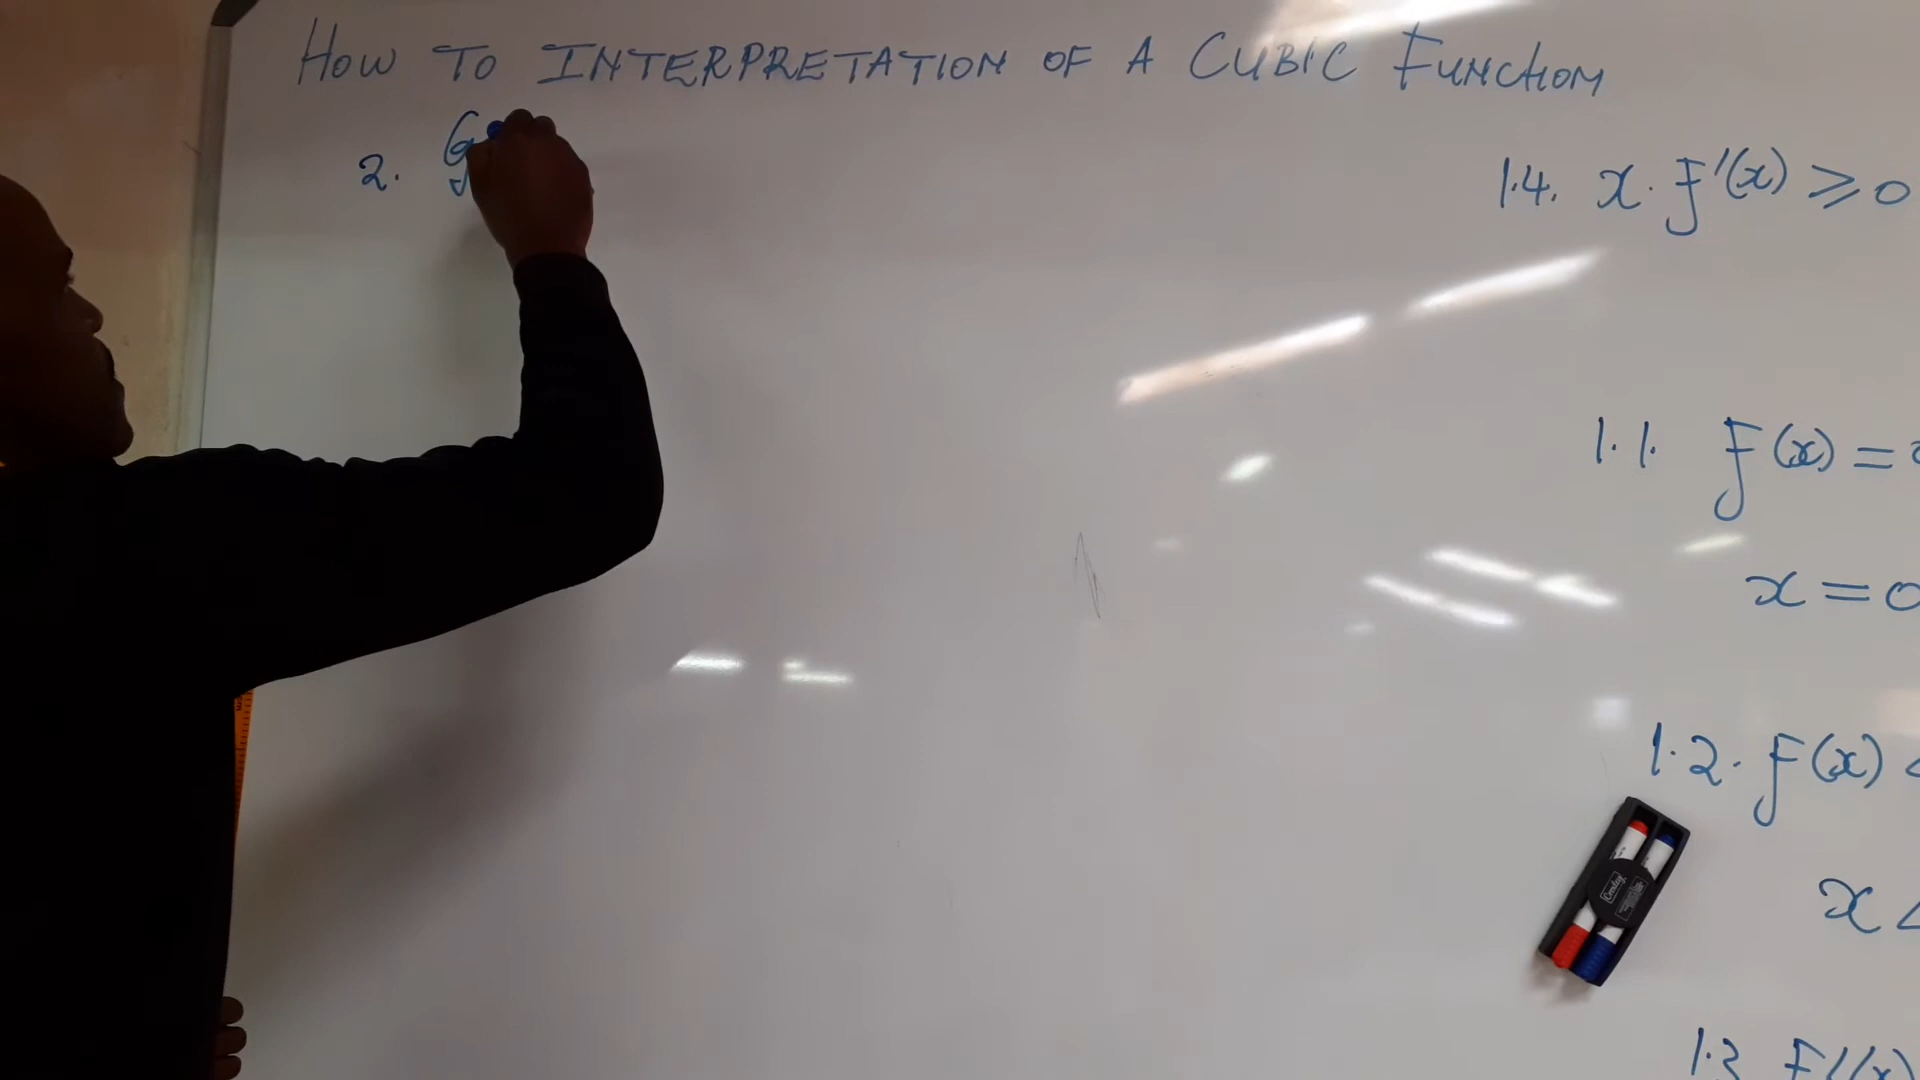 HOW TO INTERPRETATION OF A CUBIC FUNCTION
2. G
1.4. x. f'(x) ⩾ 0
1.1. f(x) =
x = 0
1.2. f(x) <
x <
1.3 f'(x)